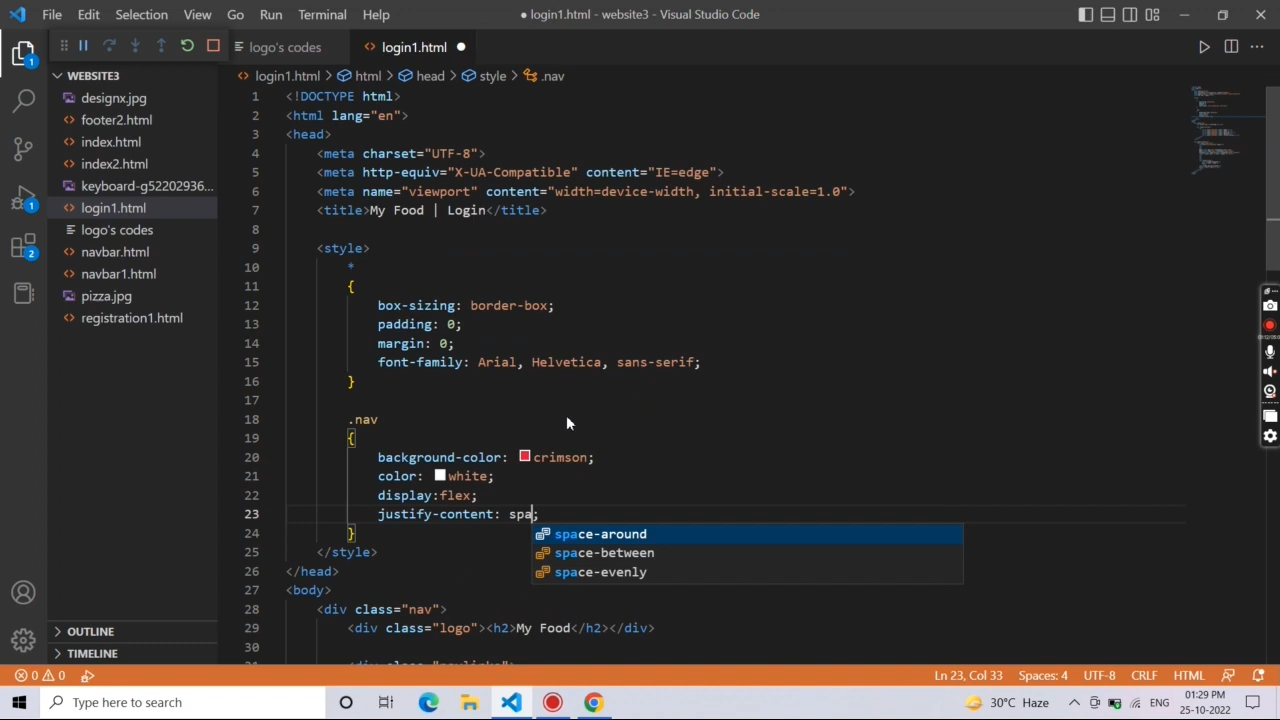 File Edit Selection View Go Run Terminal Help
● login1.html - website3 - Visual Studio Code
logo's codes
login1.html
WEBSITE3
designx.jpg
footer2.html
index.html
index2.html
keyboard-g52202936...
login1.html
logo's codes
navbar.html
navbar1.html
pizza.jpg
registration1.html
OUTLINE
TIMELINE
1
1
2
login1.html > html > head > style > .nav
1 <!DOCTYPE html>
2 <html lang="en">
3 <head>
4 <meta charset="UTF-8">
5 <meta http-equiv="X-UA-Compatible" content="IE=edge">
6 <meta name="viewport" content="width=device-width, initial-scale=1.0">
7 <title>My Food | Login</title>
8
9 <style>
10 *
11 {
12 box-sizing: border-box;
13 padding: 0;
14 margin: 0;
15 font-family: Arial, Helvetica, sans-serif;
16 }
17
18 .nav
19 {
20 background-color: crimson;
21 color: white;
22 display:flex;
23 justify-content: spa;
space-around
space-between
space-evenly
24 }
25 </style>
26 </head>
27 <body>
28 <div class="nav">
29 <div class="logo"><h2>My Food</h2></div>
30
0 0
Ln 23, Col 33 Spaces: 4 UTF-8 CRLF HTML
Type here to search
30°C Haze
ENG
01:29 PM
25-10-2022